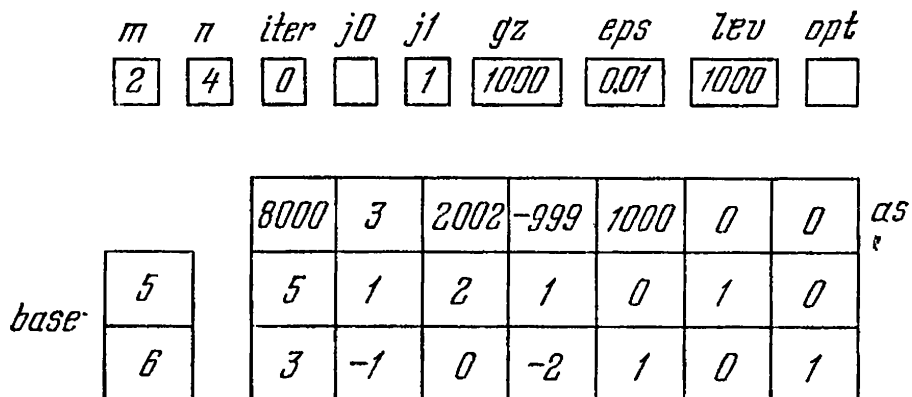 m n iter j0 j1 gz eps lev opt
2 4 0 1 1000 0.01 1000
8000 3 2002 -999 1000 0 0 as
5 5 1 2 1 0 1 0
base
6 3 -1 0 -2 1 0 1